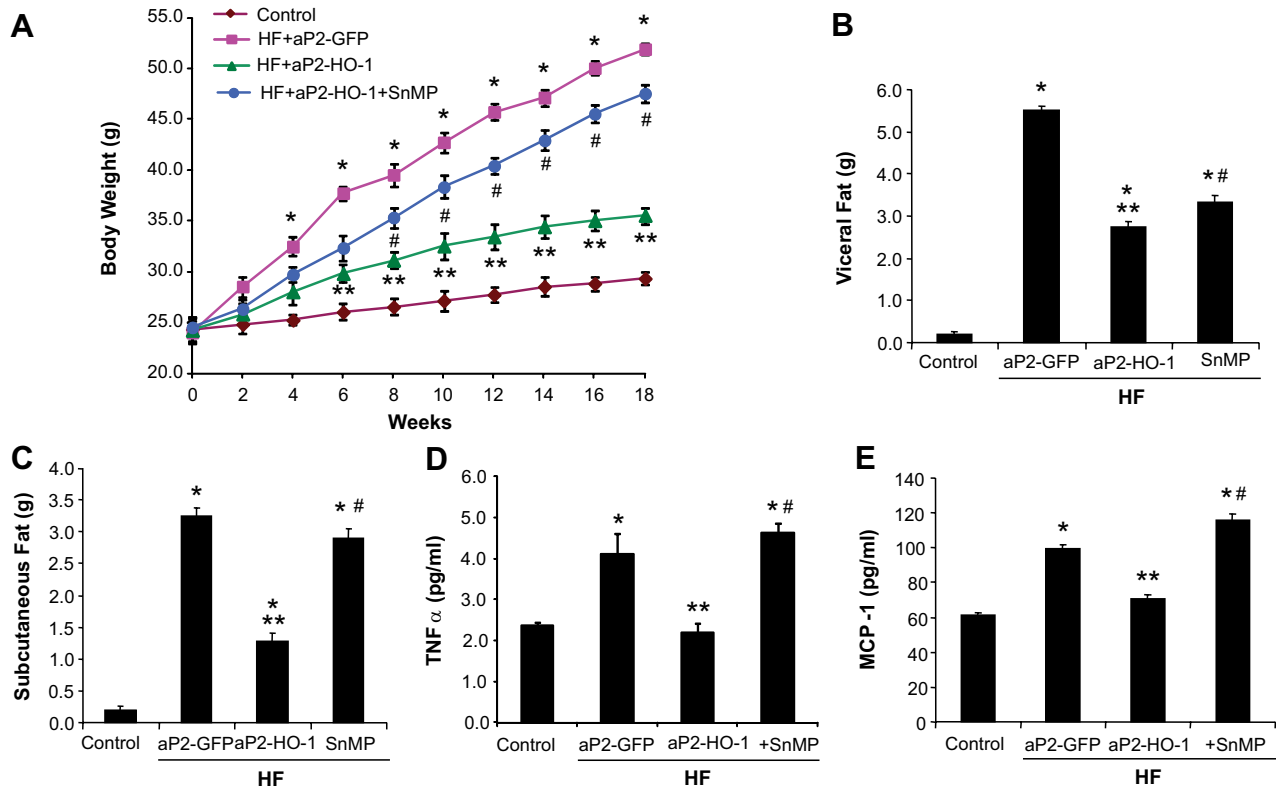 A
Control
HF+aP2-GFP
HF+aP2-HO-1
HF+aP2-HO-1+SnMP
Body Weight (g)
55.0
50.0
45.0
40.0
35.0
30.0
25.0
20.0
* * * * * * * *
# # # # # #
** ** ** ** ** ** **
0 2 4 6 8 10 12 14 16 18
Weeks
B
Viceral Fat (g)
6.0
5.0
4.0
3.0
2.0
1.0
0.0
*
*
**
* #
Control aP2-GFP aP2-HO-1 SnMP
HF
C
Subcutaneous Fat (g)
4.0
3.5
3.0
2.5
2.0
1.5
1.0
0.5
0.0
*
*
**
* #
Control aP2-GFP aP2-HO-1 SnMP
HF
D
TNF α (pg/ml)
6.0
5.0
4.0
3.0
2.0
1.0
0.0
*
**
* #
Control aP2-GFP aP2-HO-1 +SnMP
HF
E
MCP -1 (pg/ml)
140
120
100
80
60
40
20
0
*
**
* #
Control aP2-GFP aP2-HO-1 +SnMP
HF